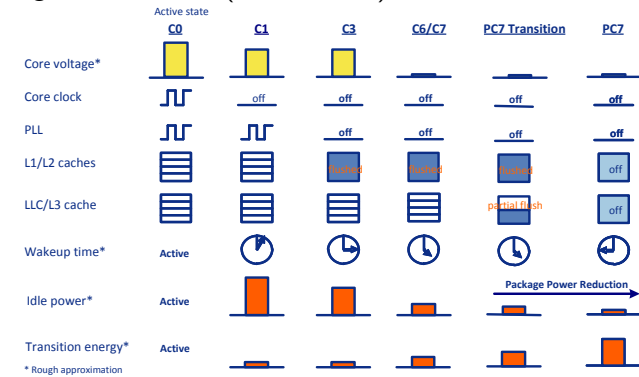 Active state
C0 C1 C3 C6/C7 PC7 Transition PC7
Core voltage*
Core clock off off off off off
PLL off off off off
L1/L2 caches flushed flushed flushed off
LLC/L3 cache partial flush off
Wakeup time* Active
Package Power Reduction
Idle power* Active
Transition energy* Active
* Rough approximation